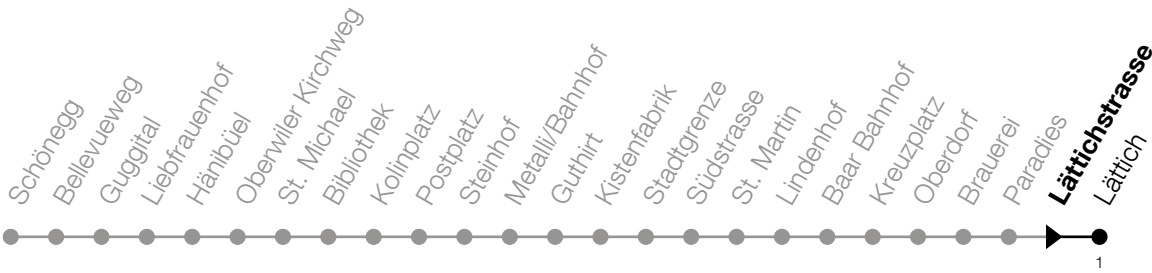 Schönegg
Bellevueweg
Guggital
Liebfrauenhof
Hänibüel
Oberwiler Kirchweg
St. Michael
Bibliothek
Kolinplatz
Postplatz
Steinhof
Metalli/Bahnhof
Guthirt
Kistenfabrik
Stadtgrenze
Südstrasse
St. Martin
Lindenhof
Baar Bahnhof
Kreuzplatz
Oberdorf
Brauerei
Paradies
Lättichstrasse
Lättich
1